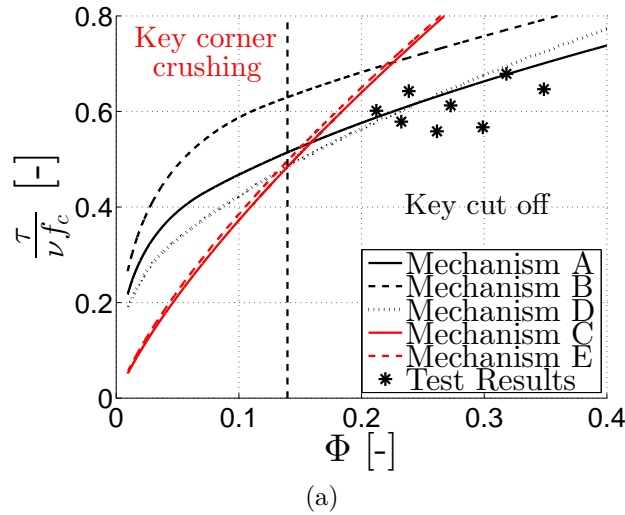 0.8
Key corner
crushing
0.6
τ/νf_c [-]
0.4
Key cut off
Mechanism A
Mechanism B
0.2
Mechanism D
Mechanism C
Mechanism E
Test Results
0
0 0.1 0.2 0.3 0.4
Φ [-]
(a)